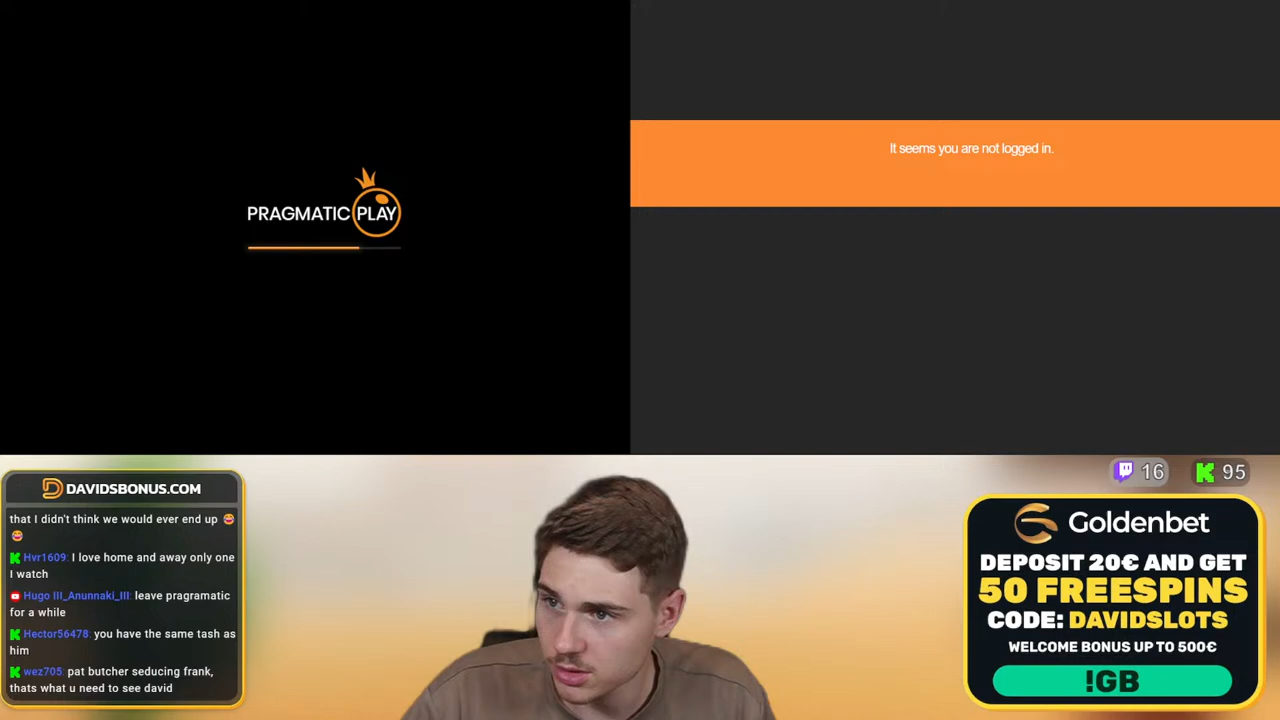 PRAGMATIC PLAY
It seems you are not logged in.
16
95
DAVIDSBONUS.COM
that I didn't think we would ever end up
Hvr1609: I love home and away only one
I watch
Hugo III_Anunnaki_III: leave pragramatic
for a while
Hector56478: you have the same tash as
him
wez705: pat butcher seducing frank,
thats what u need to see david
Goldenbet
DEPOSIT 20€ AND GET
50 FREESPINS
CODE: DAVIDSLOTS
WELCOME BONUS UP TO 500€
!GB